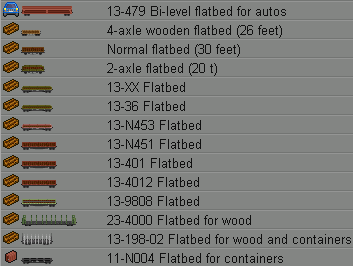 13-479 Bi-level flatbed for autos
4-axle wooden flatbed (26 feet)
Normal flatbed (30 feet)
2-axle flatbed (20 t)
13-XX Flatbed
13-36 Flatbed
13-N453 Flatbed
13-N451 Flatbed
13-401 Flatbed
13-4012 Flatbed
13-9808 Flatbed
23-4000 Flatbed for wood
13-198-02 Flatbed for wood and containers
11-N004 Flatbed for containers